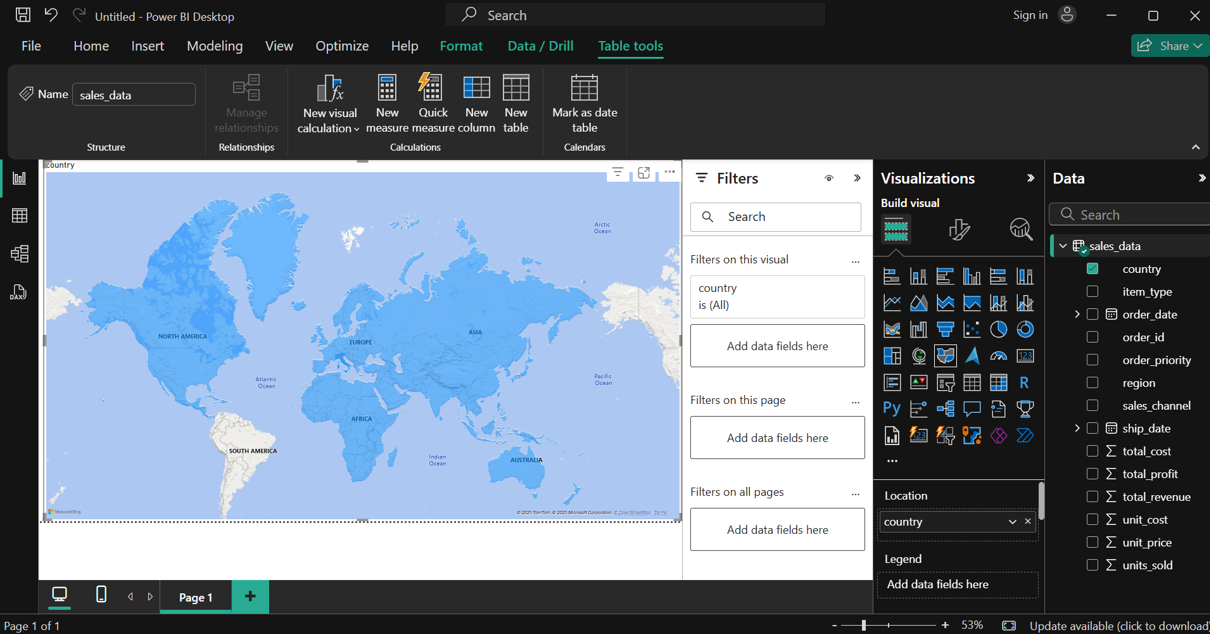 Untitled - Power BI Desktop
Search
Sign in
File Home Insert Modeling View Optimize Help Format Data / Drill Table tools
Share
Name sales_data
Manage relationships
New visual calculation
New measure
Quick measure
New column
New table
Mark as date table
Structure
Relationships
Calculations
Calendars
country
Arctic Ocean
NORTH AMERICA
EUROPE
ASIA
Atlantic Ocean
Pacific Ocean
AFRICA
SOUTH AMERICA
Indian Ocean
AUSTRALIA
Microsoft Bing
© 2025 TomTom, © 2025 Microsoft Corporation, © OpenStreetMap Terms
Filters
Search
Filters on this visual
...
country
is (All)
Add data fields here
Filters on this page
...
Add data fields here
Filters on all pages
...
Add data fields here
Visualizations
Build visual
123
R
Py
123
...
Location
country
Legend
Add data fields here
Data
Search
sales_data
country
item_type
order_date
order_id
order_priority
region
sales_channel
ship_date
total_cost
total_profit
total_revenue
unit_cost
unit_price
units_sold
DAX
Page 1
+
Page 1 of 1
- + 53%
Update available (click to download)